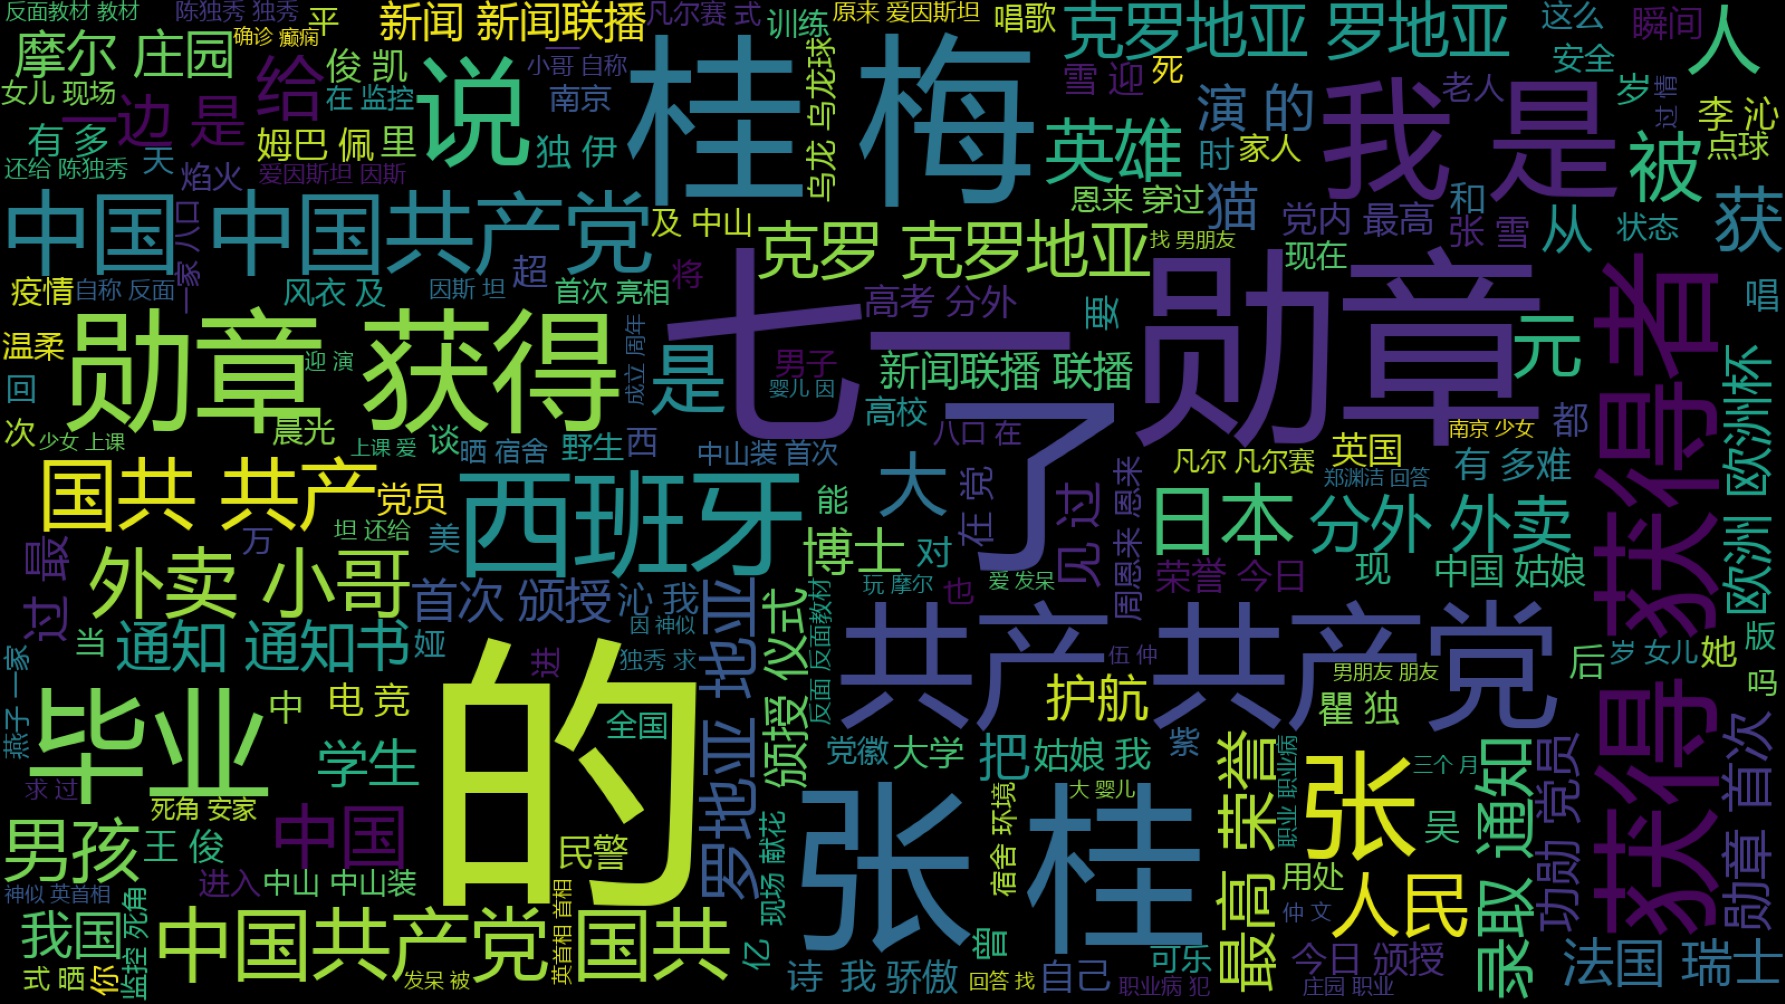 反面教材 教材
陈独秀 独秀
平
新闻 新闻联播
凡尔赛 式
训练
原来 爱因斯坦
唱歌
克罗地亚 罗地亚
这么
瞬间
人
确诊 癫痫
摩尔 庄园
给
俊 凯
说
小哥 自称
桂 梅
乌龙 乌龙球
雪 迎
死
安全
女儿 现场
一边 是
在 监控
南京
演 的
我 是
老人
岁
过 情
李 沁
有 多
姆巴 佩
里
独 伊
英雄
时
家人
被
点球
还给 陈独秀
天
焰火
爱因斯坦 因斯
恩来 穿过
猫
党内 最高
和
张 雪
从
状态
获
中国 中国共产党
一家 八口
及 中山
克罗 克罗地亚
找 男朋友
现在
疫情
自称 反面
风衣 及
因斯 坦
超
首次 亮相
将
七一 勋章
高考 分外
要
唱
温柔
勋章 获得
迎 演
成立 周年
是
男子
婴儿 因
新闻联播 联播
元
获得者 获得
欧洲 欧洲杯
回
次
少女 上课
晨光
上课 爱
谈
晒 宿舍
野生
西
中山装 首次
高校
了
八口 在
南京 少女
都
凡尔 凡尔赛
英国
郑渊洁 回答
有 多难
国共 共产
党员
西班牙
能
大
在 党
见 过
周恩来 恩来
日本
分外 外卖
坦 还给
万
美
博士
对
过 最
外卖 小哥
首次 颁授
沁 我
罗地亚 地亚
颁授 仪式
反面 反面教材
玩 摩尔
也
爱 发呆
荣誉 今日
现
中国 姑娘
当
通知 通知书
娅
因 神似
进
独秀 求
共产 共产党
伍 仲
男朋友 朋友
后
岁 女儿
她
版
吗
燕子 一家
毕业
中
电 竞
的
全国
护航
瞿 独
学生
党徽
大学
把
姑娘 我
紫
最高 荣誉
职业 职业病
张
三个 月
录取 通知
功勋 党员
勋章 首次
求 过
死角 安家
男孩
王 俊
中国
民警
现场 献花
张 桂
宿舍 环境
大 婴儿
吴
神似 英首相
进入
中山 中山装
英首相 首相
用处
仲 文
人民
我国
监控 死角
中国共产党 国共
亿
曾
可乐
今日 颁授
法国 瑞士
式 晒
你
发呆 被
诗
我 骄傲
回答 找
自己
职业病 犯
庄园 职业